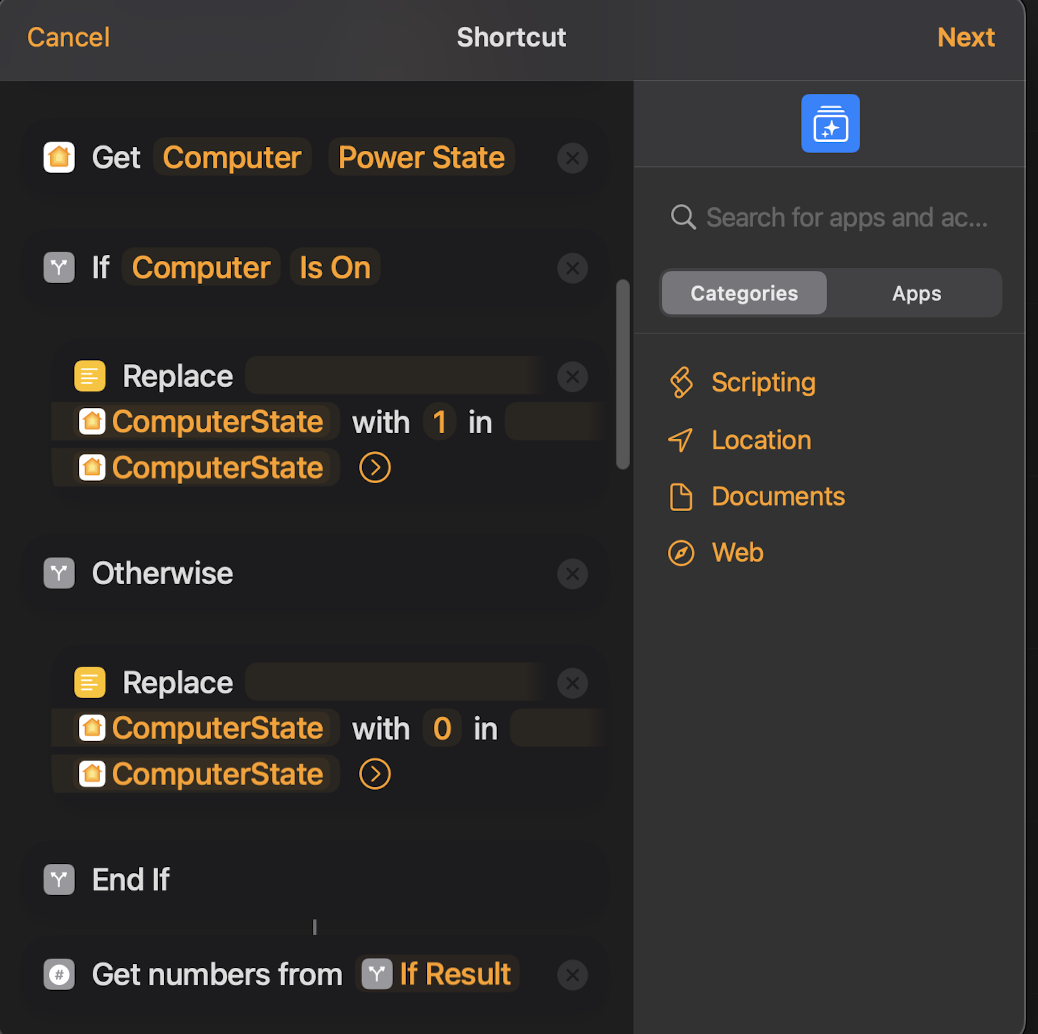 Cancel
Shortcut
Next
Get Computer Power State
If Computer Is On
Replace
ComputerState with 1 in
ComputerState
Otherwise
Replace
ComputerState with 0 in
ComputerState
End If
# Get numbers from If Result
Search for apps and ac...
Categories
Apps
Scripting
Location
Documents
Web